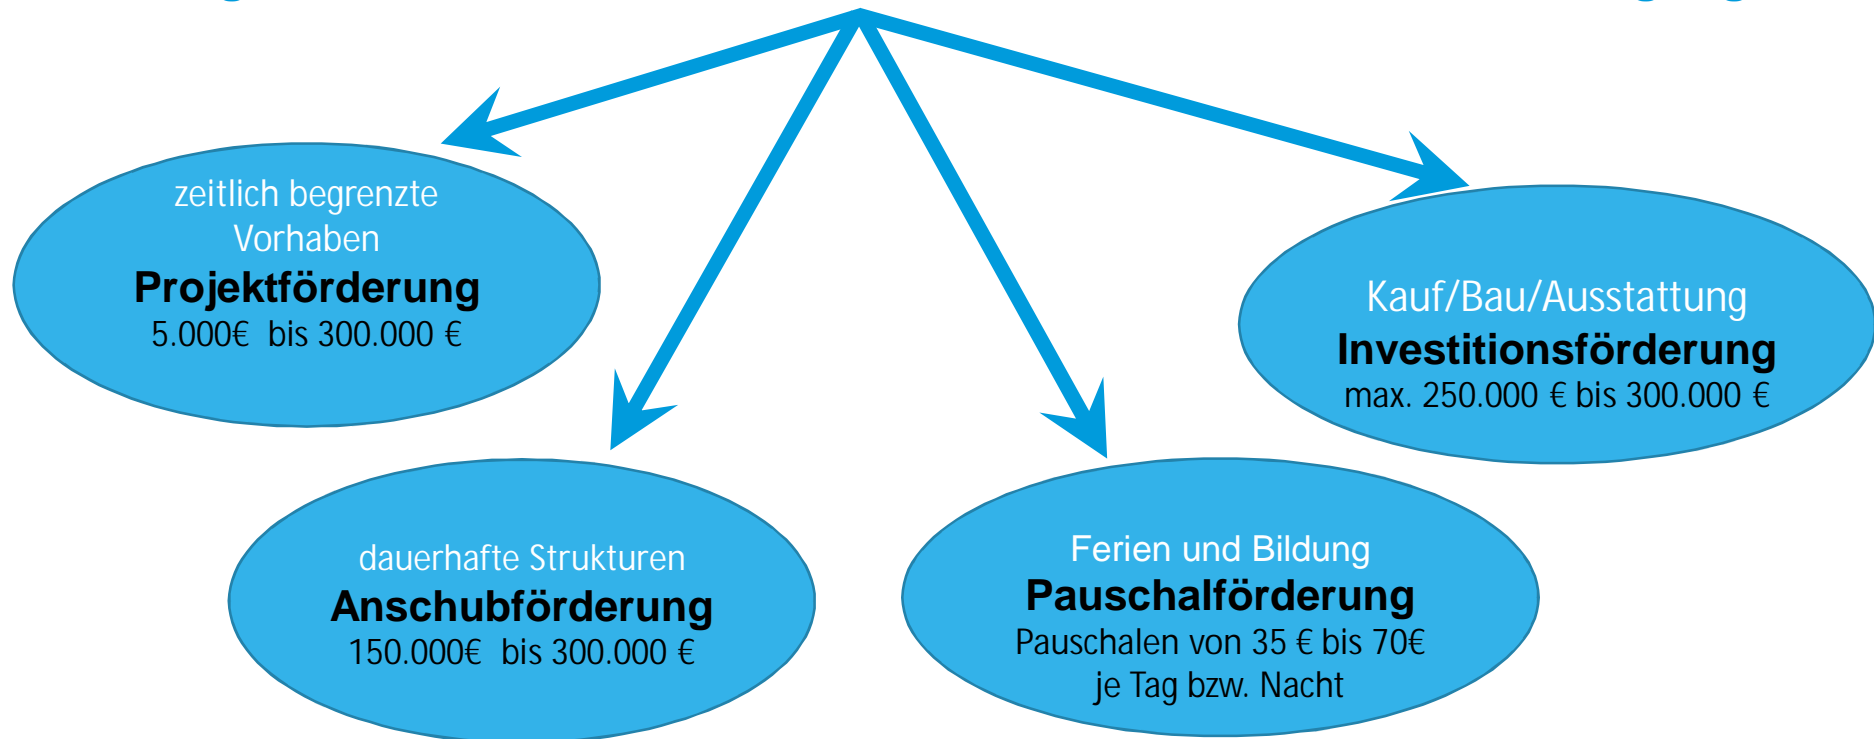 zeitlich begrenzte
Vorhaben
Projektförderung
5.000€ bis 300.000 €
Kauf/Bau/Ausstattung
Investitionsförderung
max. 250.000 € bis 300.000 €
dauerhafte Strukturen
Anschubförderung
150.000€ bis 300.000 €
Ferien und Bildung
Pauschalförderung
Pauschalen von 35 € bis 70€
je Tag bzw. Nacht